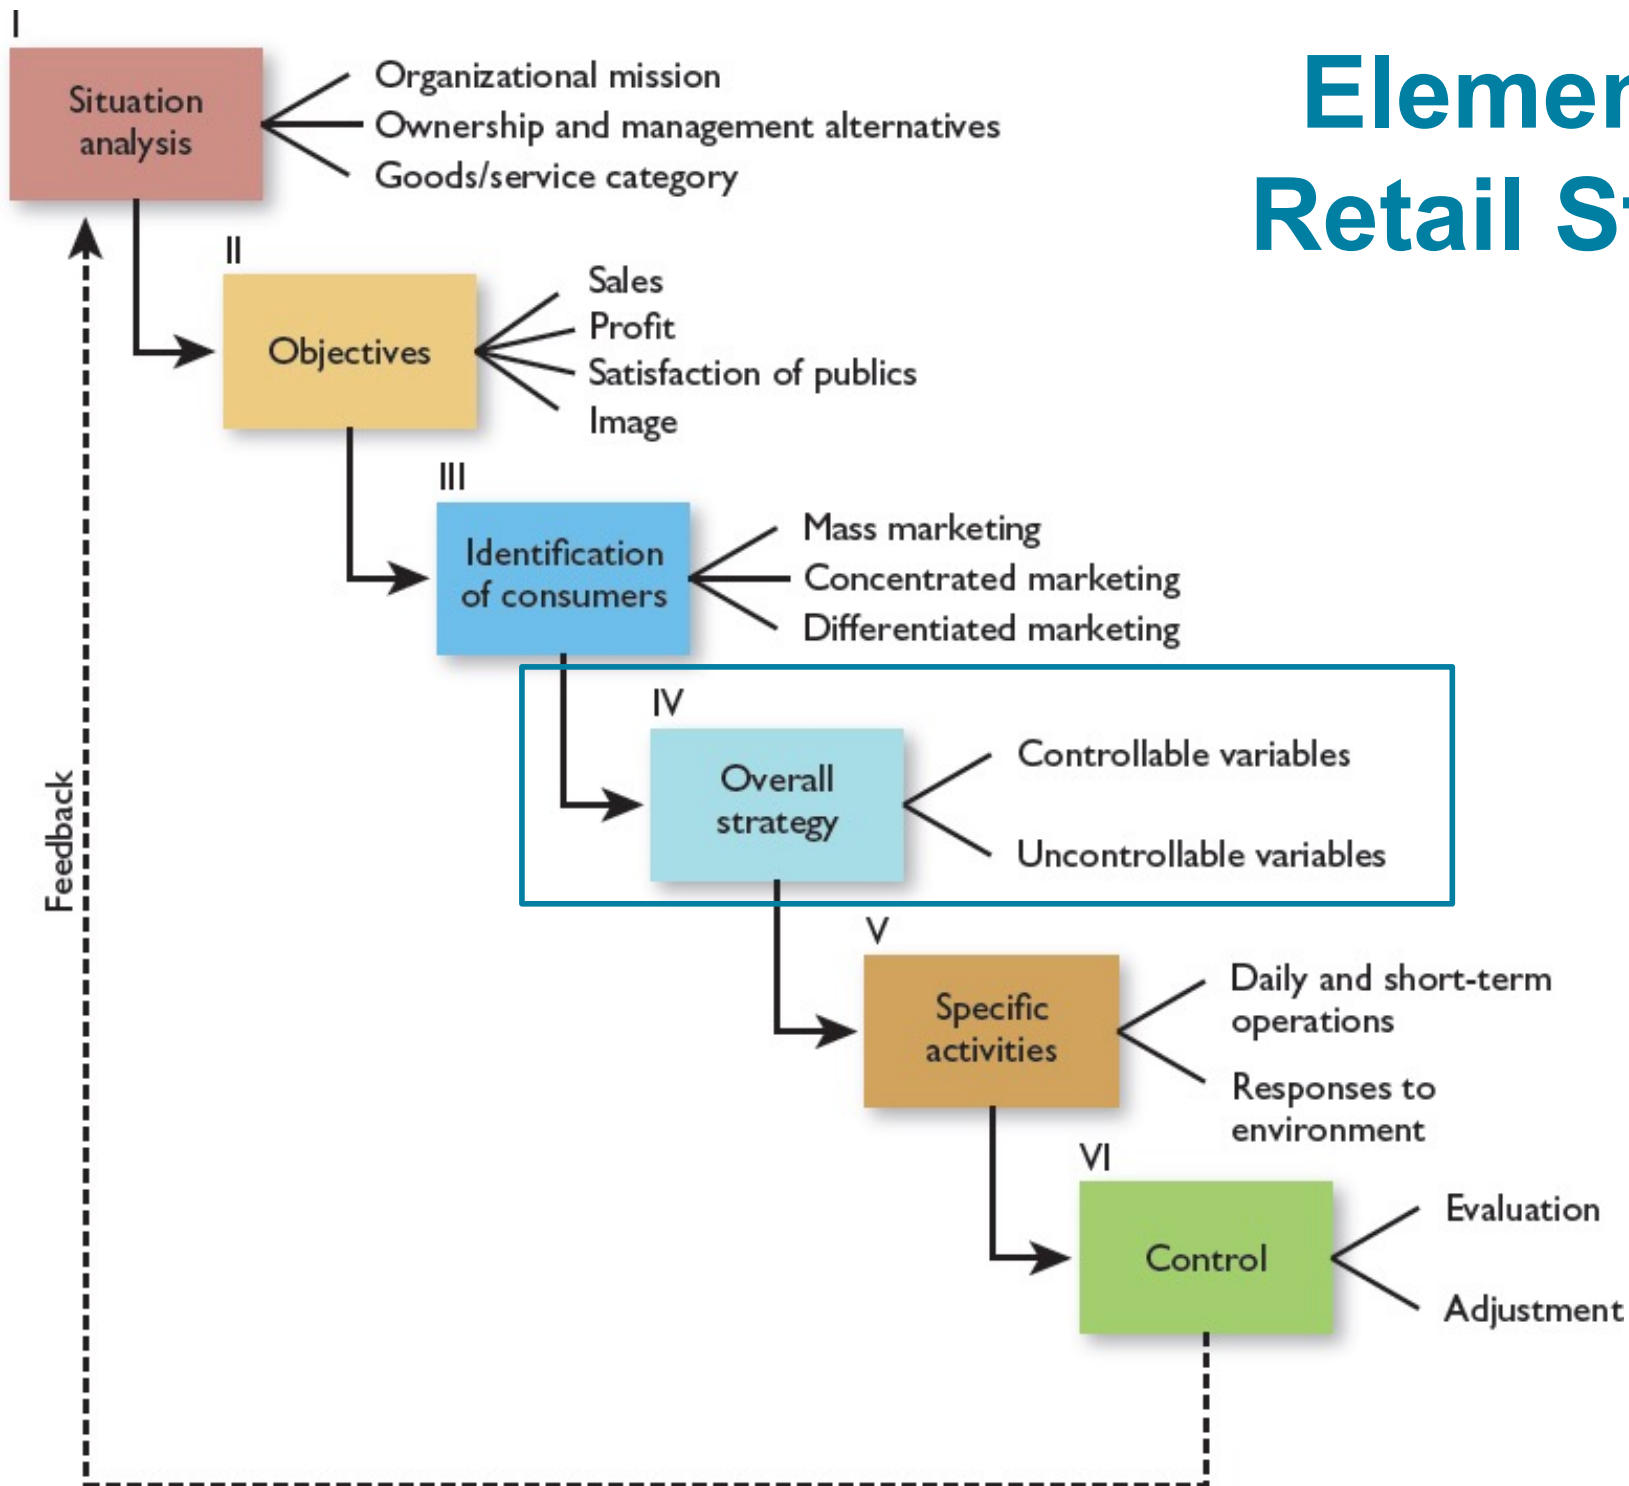 Retail
I
Situation
analysis
Organizational mission
Ownership and management alternatives
Goods/service category
II
Objectives
Sales
Profit
Satisfaction of publics
Image
III
Identification
of consumers
Mass marketing
Concentrated marketing
Differentiated marketing
IV
Overall
strategy
Controllable variables
Uncontrollable variables
V
Specific
activities
Daily and short-term
operations
Responses to
environment
VI
Control
Evaluation
Adjustment
Feedback